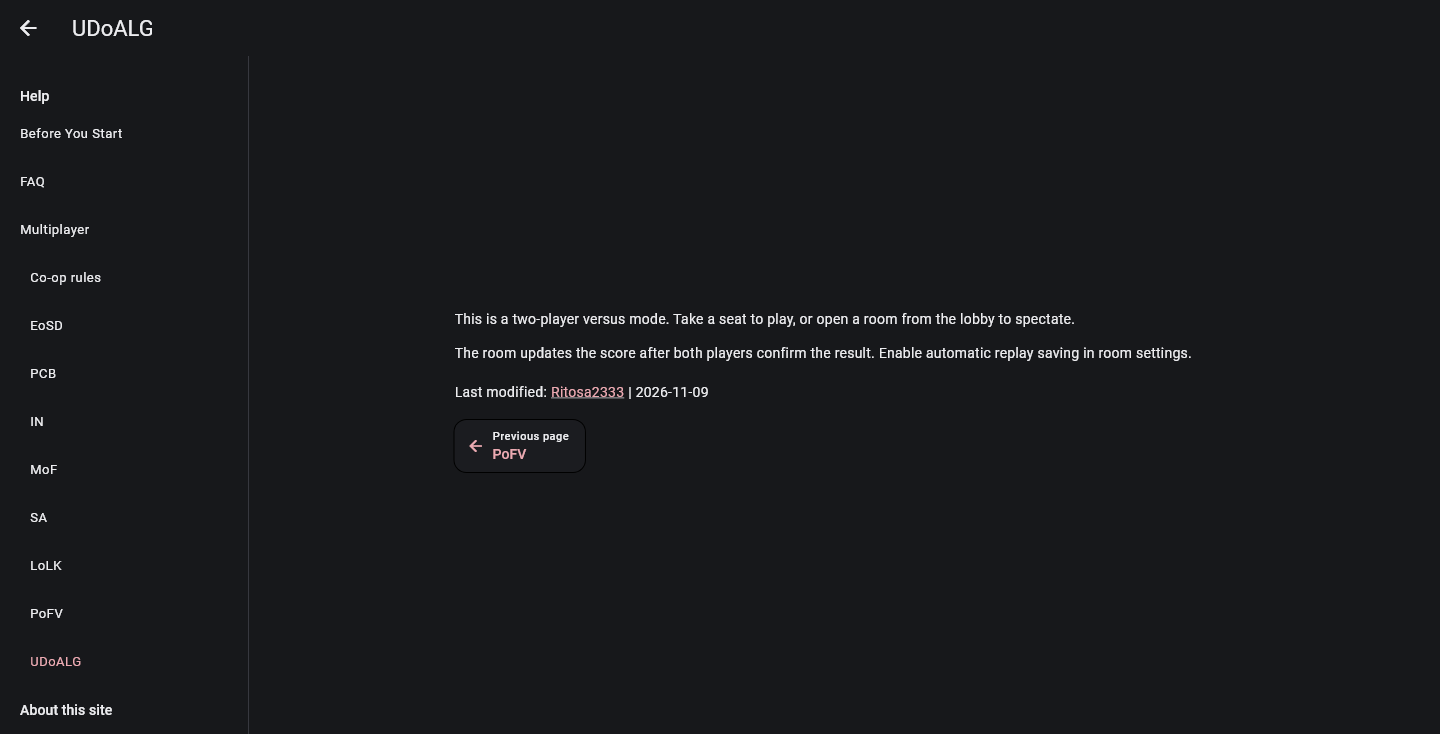 UDoALG
Help
Before You Start
FAQ
Multiplayer
Co-op rules
EoSD
PCB
IN
MoF
SA
LoLK
PoFV
UDoALG
About this site
This is a two-player versus mode. Take a seat to play, or open a room from the lobby to spectate.
The room updates the score after both players confirm the result. Enable automatic replay saving in room settings.
Last modified: Ritosa2333 | 2026-11-09
Previous page
PoFV